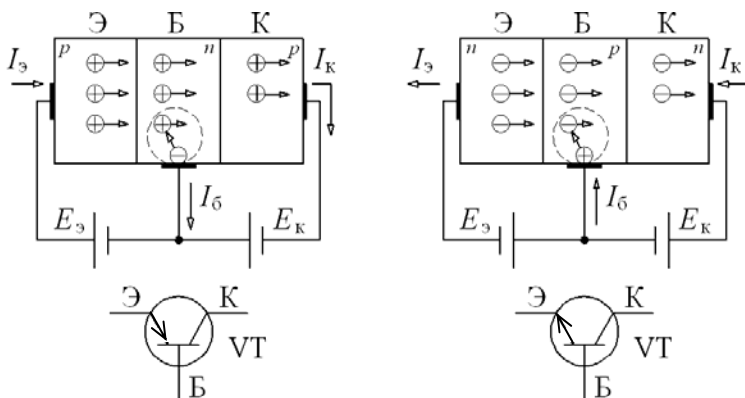 Э Б К
p n p
Iэ Iк
Eэ Iб Eк
Э К
VT
Б
Э Б К
n p n
Iэ Iк
Eэ Iб Eк
Э К
VT
Б